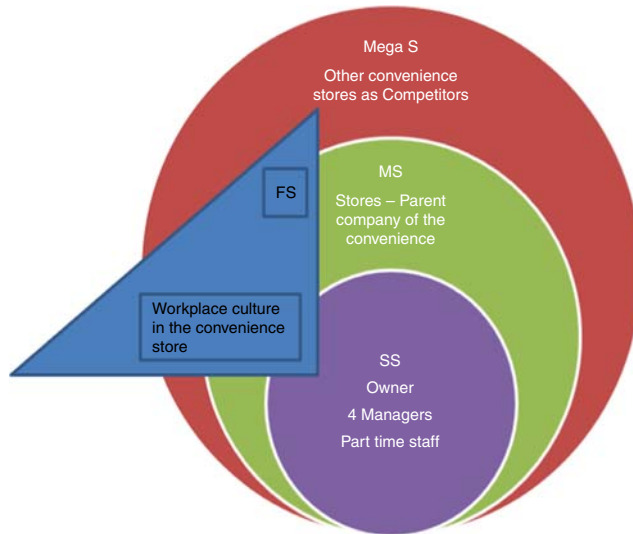 Mega S
Other convenience
stores as Competitors
MS
Stores – Parent
company of the
convenience
FS
Workplace culture
in the convenience
store
SS
Owner
4 Managers
Part time staff